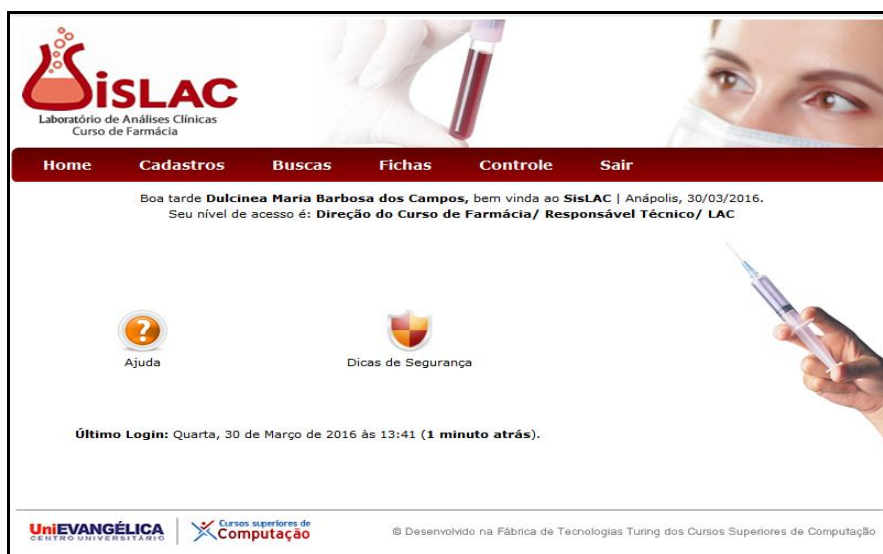 SisLAC
Laboratório de Análises Clínicas
Curso de Farmácia
Home Cadastros Buscas Fichas Controle Sair
Boa tarde Dulcinea Maria Barbosa dos Campos, bem vinda ao SisLAC | Anápolis, 30/03/2016.
Seu nível de acesso é: Direção do Curso de Farmácia/ Responsável Técnico/ LAC
Ajuda Dicas de Segurança
Último Login: Quarta, 30 de Março de 2016 às 13:41 (1 minuto atrás).
UniEVANGÉLICA
CENTRO UNIVERSITÁRIO
Cursos superiores de
Computação
© Desenvolvido na Fábrica de Tecnologias Turing dos Cursos Superiores de Computação